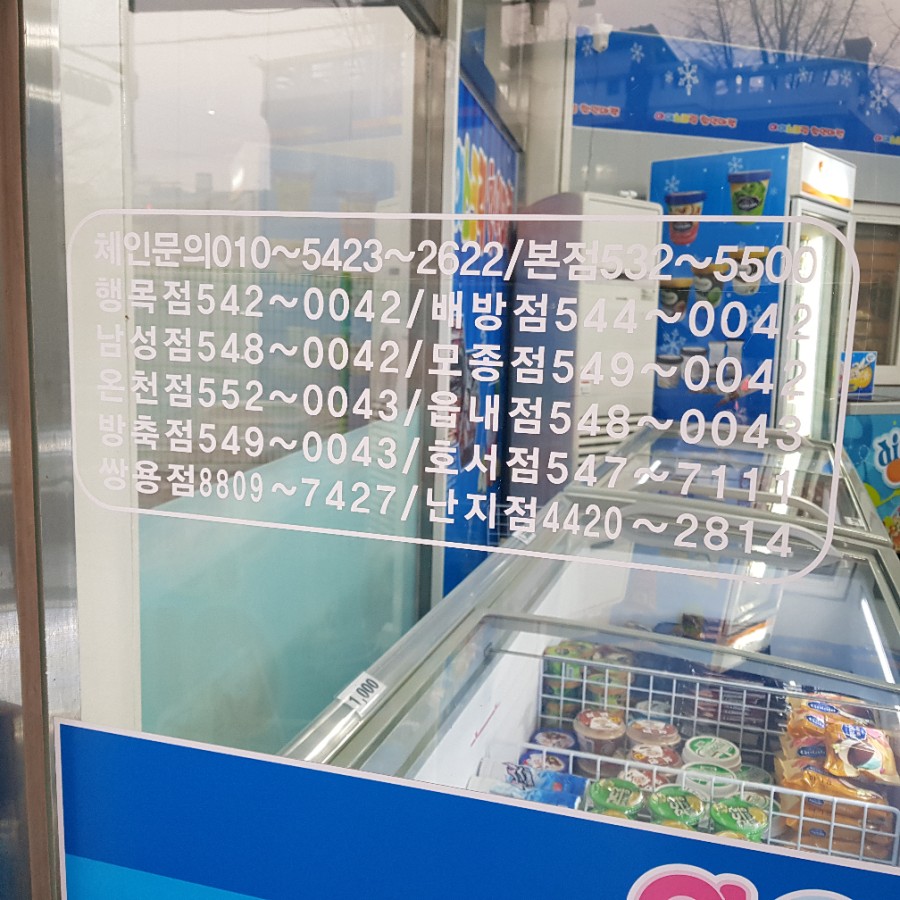 체인문의010~5423~2622/본점532~5500
행목점542~0042/배방점544~0042
남성점548~0042/모종점549~0042
온천점552~0043/읍내점548~0043
방축점549~0043/호서점547~7111
쌍용점8809~7427/난지점4420~2814
1,000